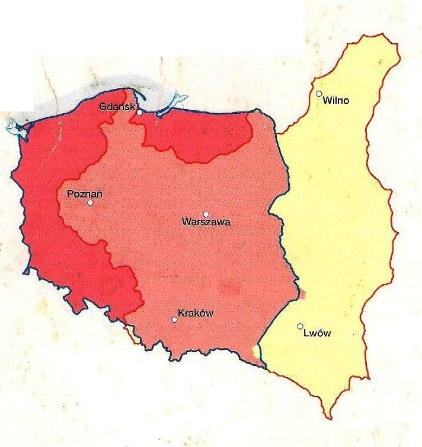 Gdańsk
Wilno
Poznań
Warszawa
Kraków
Lwów